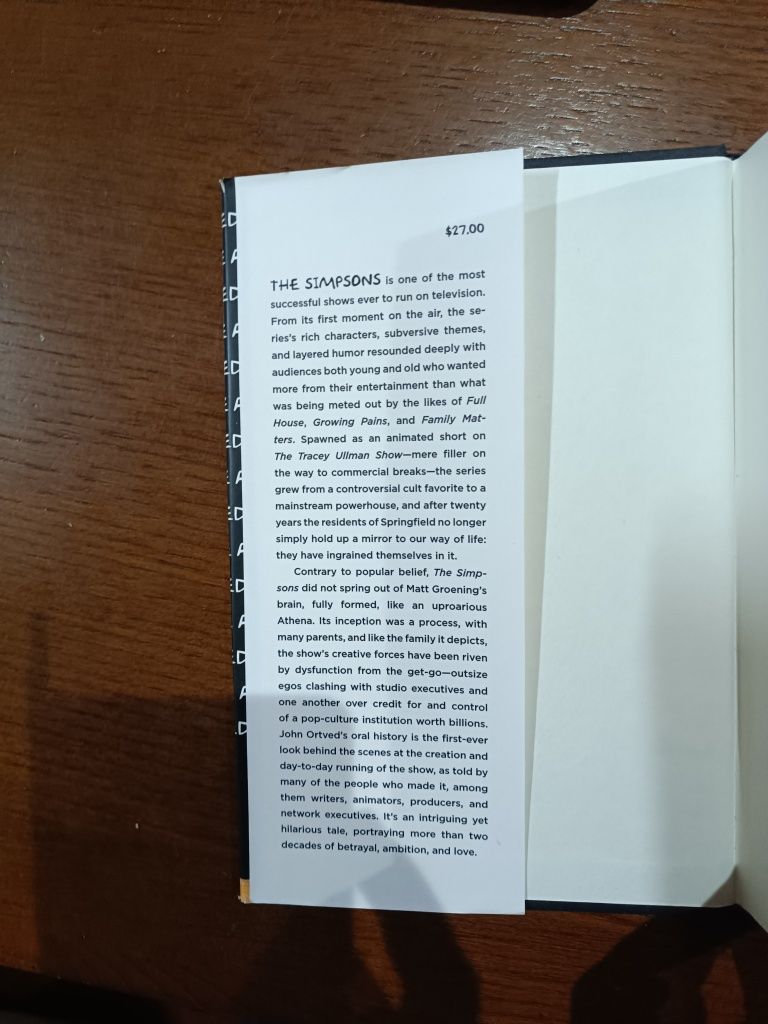 $27.00
THE SIMPSONS is one of the most
successful shows ever to run on television.
From its first moment on the air, the se-
ries's rich characters, subversive themes,
and layered humor resounded deeply with
audiences both young and old who wanted
more from their entertainment than what
was being meted out by the likes of Full
House, Growing Pains, and Family Mat-
ters. Spawned as an animated short on
The Tracey Ullman Show—mere filler on
the way to commercial breaks—the series
grew from a controversial cult favorite to a
mainstream powerhouse, and after twenty
years the residents of Springfield no longer
simply hold up a mirror to our way of life:
they have ingrained themselves in it.
Contrary to popular belief, The Simp-
sons did not spring out of Matt Groening's
brain, fully formed, like an uproarious
Athena. Its inception was a process, with
many parents, and like the family it depicts,
the show's creative forces have been riven
by dysfunction from the get-go—outsize
egos clashing with studio executives and
one another over credit for and control
of a pop-culture institution worth billions.
John Ortved's oral history is the first-ever
look behind the scenes at the creation and
day-to-day running of the show, as told by
many of the people who made it, among
them writers, animators, producers, and
network executives. It's an intriguing yet
hilarious tale, portraying more than two
decades of betrayal, ambition, and love.